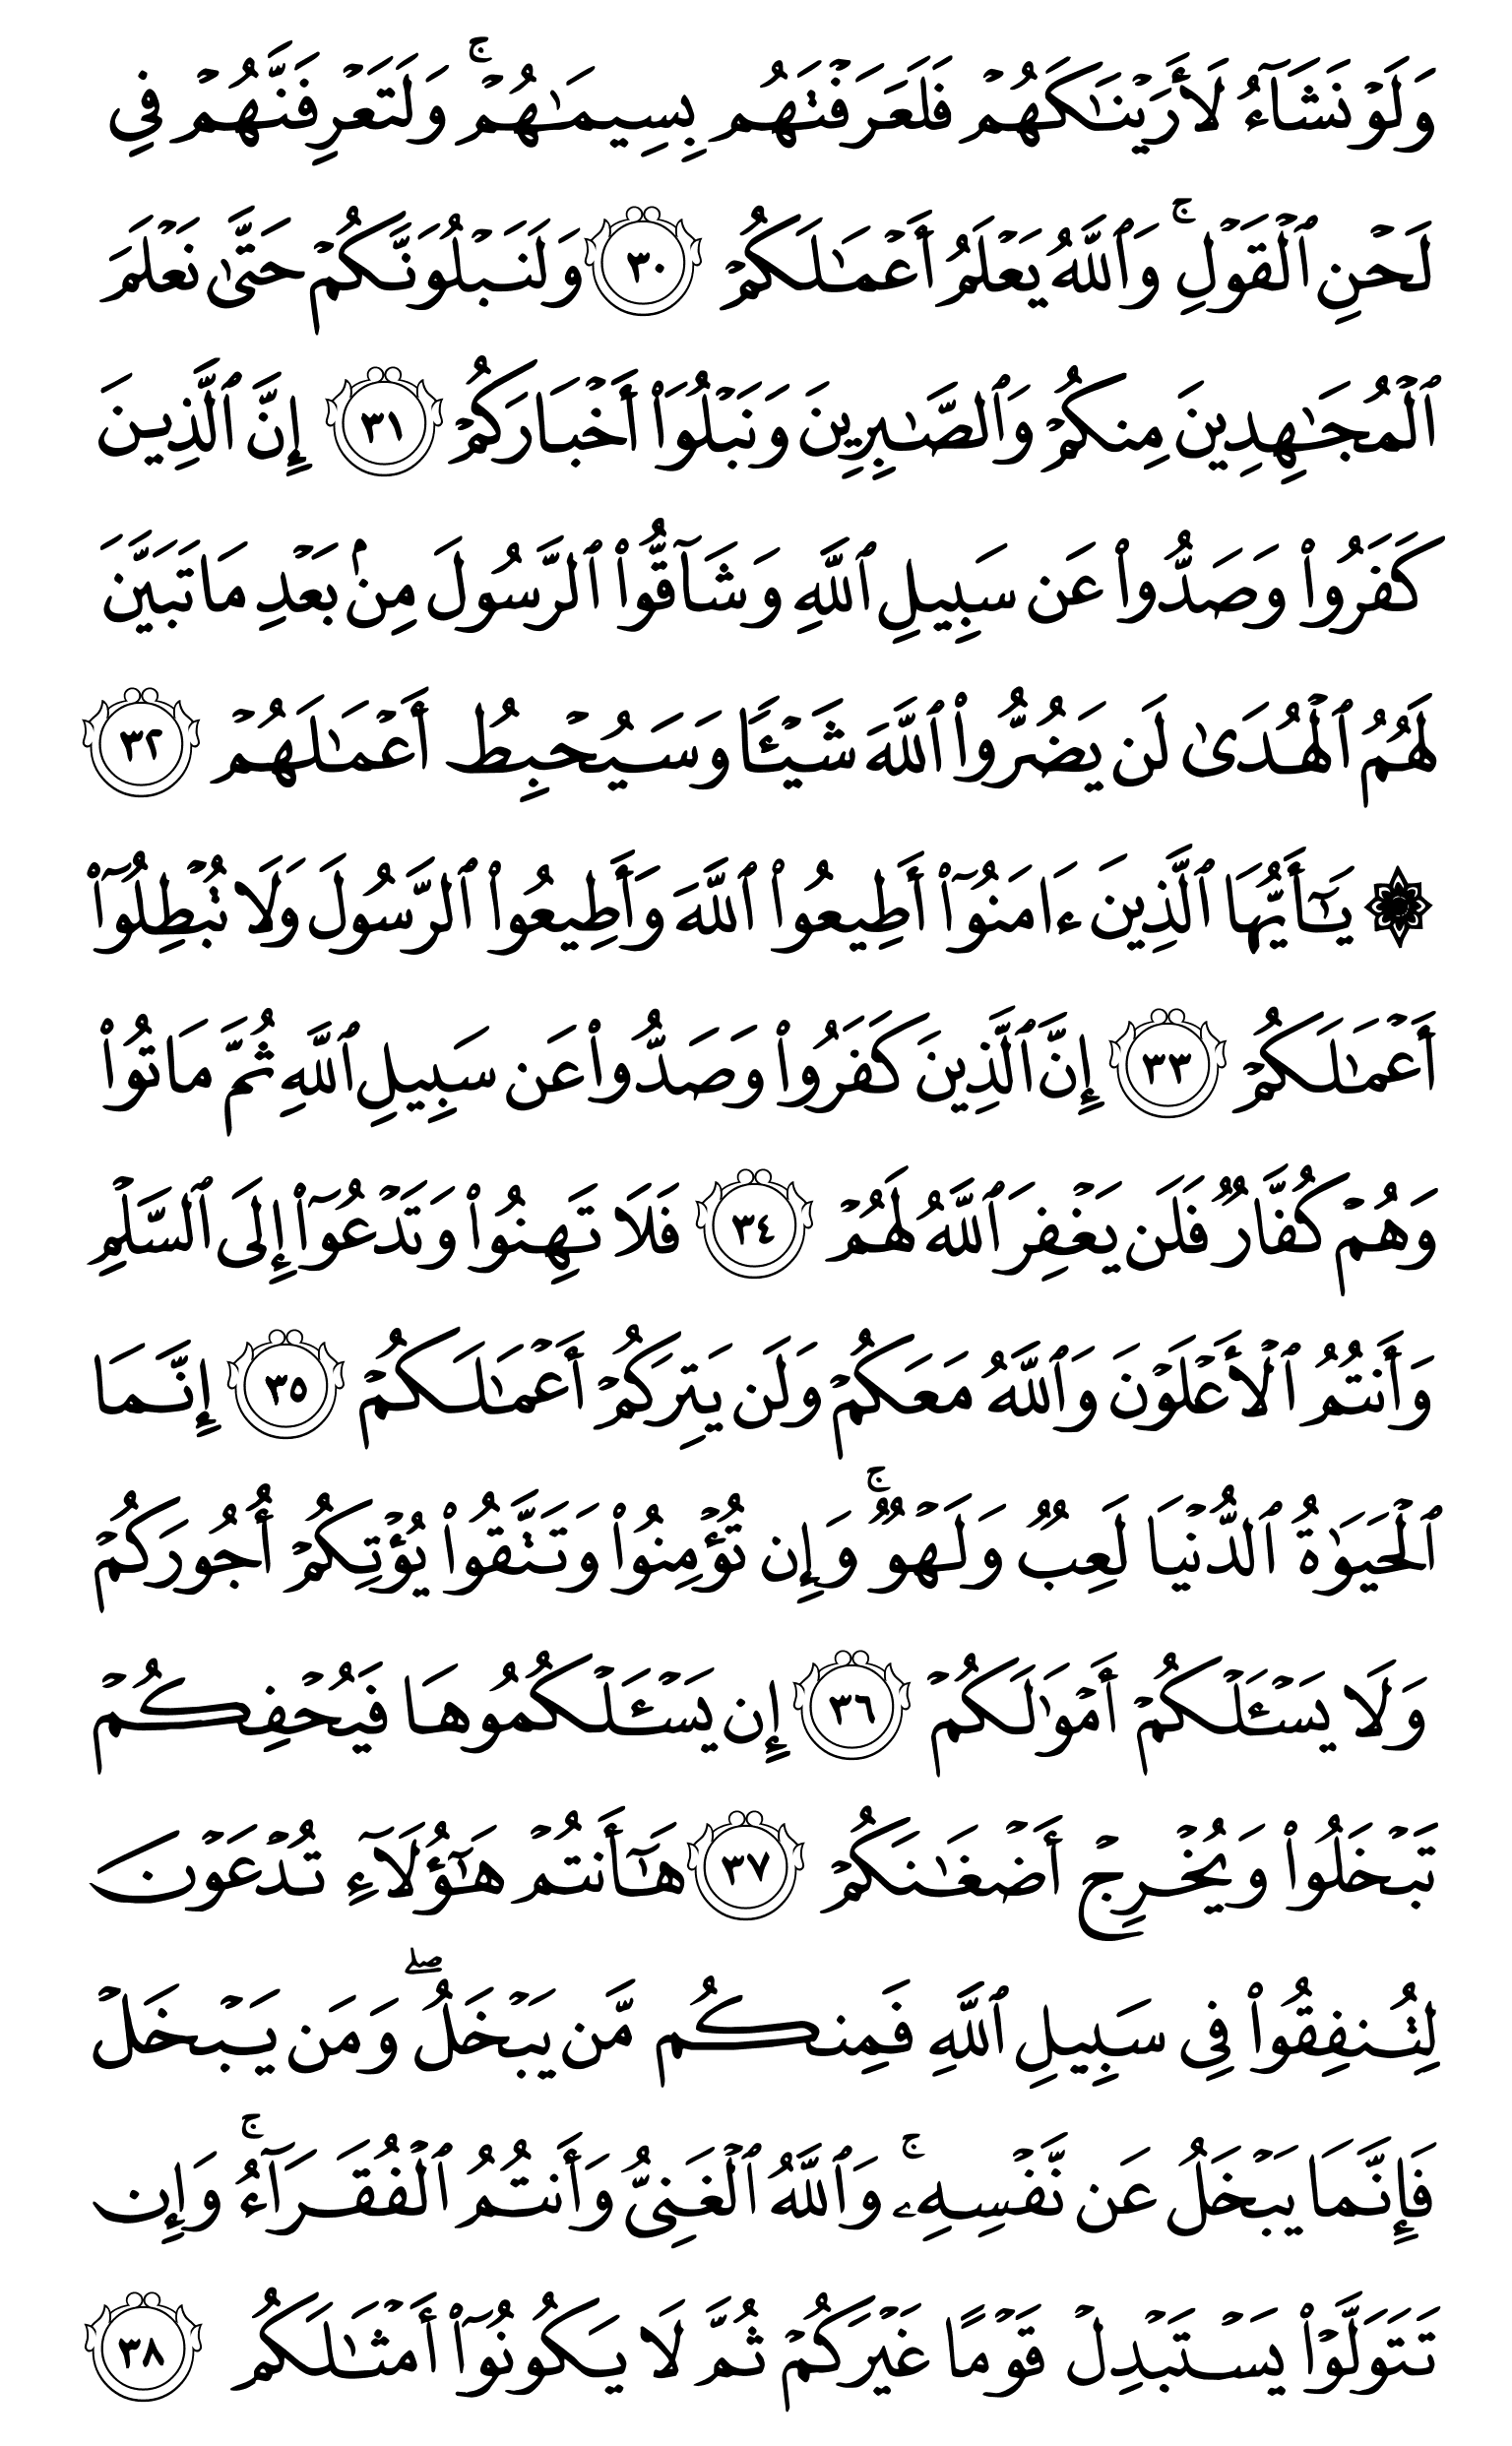 وَلَوْ نَشَآءُ لَأَرَيْنَـٰكَهُمْ فَلَعَرَفْتَهُم بِسِيمَـٰهُمْ ۚ وَلَتَعْرِفَنَّهُمْ فِى
لَحْنِ ٱلْقَوْلِ ۚ وَٱللَّهُ يَعْلَمُ أَعْمَـٰلَكُمْ ٣٠ وَلَنَبْلُوَنَّكُمْ حَتَّىٰ نَعْلَمَ
ٱلْمُجَـٰهِدِينَ مِنكُمْ وَٱلصَّـٰبِرِينَ وَنَبْلُوَا۟ أَخْبَارَكُمْ ٣١ إِنَّ ٱلَّذِينَ
كَفَرُوا۟ وَصَدُّوا۟ عَن سَبِيلِ ٱللَّهِ وَشَآقُّوا۟ ٱلرَّسُولَ مِنۢ بَعْدِ مَا تَبَيَّنَ
لَهُمُ ٱلْهُدَىٰ لَن يَضُرُّوا۟ ٱللَّهَ شَيْـًٔا وَسَيُحْبِطُ أَعْمَـٰلَهُمْ ٣٢
۞ يَـٰٓأَيُّهَا ٱلَّذِينَ ءَامَنُوٓا۟ أَطِيعُوا۟ ٱللَّهَ وَأَطِيعُوا۟ ٱلرَّسُولَ وَلَا تُبْطِلُوٓا۟
أَعْمَـٰلَكُمْ ٣٣ إِنَّ ٱلَّذِينَ كَفَرُوا۟ وَصَدُّوا۟ عَن سَبِيلِ ٱللَّهِ ثُمَّ مَاتُوا۟
وَهُمْ كُفَّارٌ فَلَن يَغْفِرَ ٱللَّهُ لَهُمْ ٣٤ فَلَا تَهِنُوا۟ وَتَدْعُوٓا۟ إِلَى ٱلسَّلْمِ
وَأَنتُمُ ٱلْأَعْلَوْنَ وَٱللَّهُ مَعَكُمْ وَلَن يَتِرَكُمْ أَعْمَـٰلَكُمْ ٣٥ إِنَّمَا
ٱلْحَيَوٰةُ ٱلدُّنْيَا لَعِبٌ وَلَهْوٌ ۚ وَإِن تُؤْمِنُوا۟ وَتَتَّقُوا۟ يُؤْتِكُمْ أُجُورَكُمْ
وَلَا يَسْـَٔلْكُمْ أَمْوَٰلَكُمْ ٣٦ إِن يَسْـَٔلْكُمُوهَا فَيُحْفِكُمْ
تَبْخَلُوا۟ وَيُخْرِجْ أَضْغَـٰنَكُمْ ٣٧ هَـٰٓأَنتُمْ هَـٰٓؤُلَآءِ تُدْعَوْنَ
لِتُنفِقُوا۟ فِى سَبِيلِ ٱللَّهِ فَمِنكُم مَّن يَبْخَلُ ۖ وَمَن يَبْخَلْ
فَإِنَّمَا يَبْخَلُ عَن نَّفْسِهِۦ ۚ وَٱللَّهُ ٱلْغَنِىُّ وَأَنتُمُ ٱلْفُقَرَآءُ ۚ وَإِن
تَتَوَلَّوْا۟ يَسْتَبْدِلْ قَوْمًا غَيْرَكُمْ ثُمَّ لَا يَكُونُوٓا۟ أَمْثَـٰلَكُم ٣٨